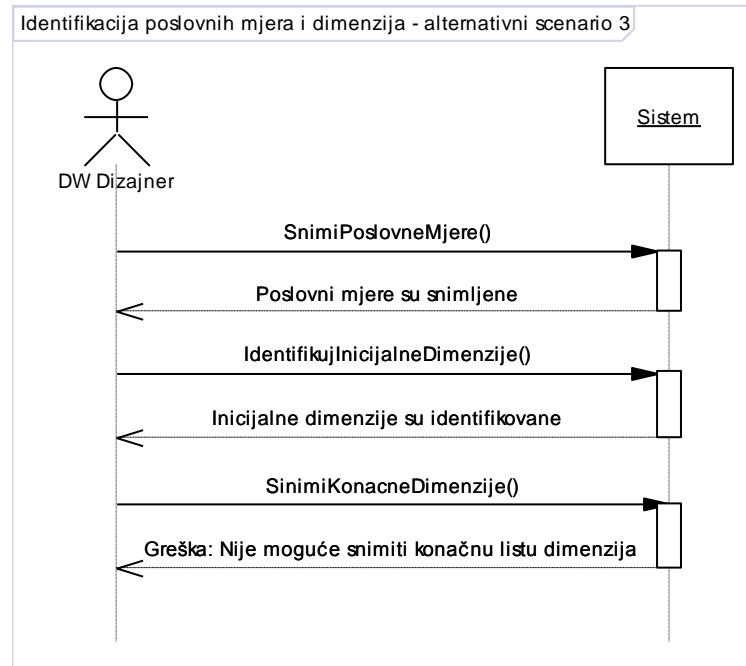 Identifikacija poslovnih mjera i dimenzija - alternativni scenario 3
Sistem
DW Dizajner
SnimiPoslovneMjere()
Poslovni mjere su snimljene
IdentifikujInicijalneDimenzije()
Inicijalne dimenzije su identifikovane
SinimiKonacneDimenzije()
Greška: Nije moguće snimiti konačnu listu dimenzija